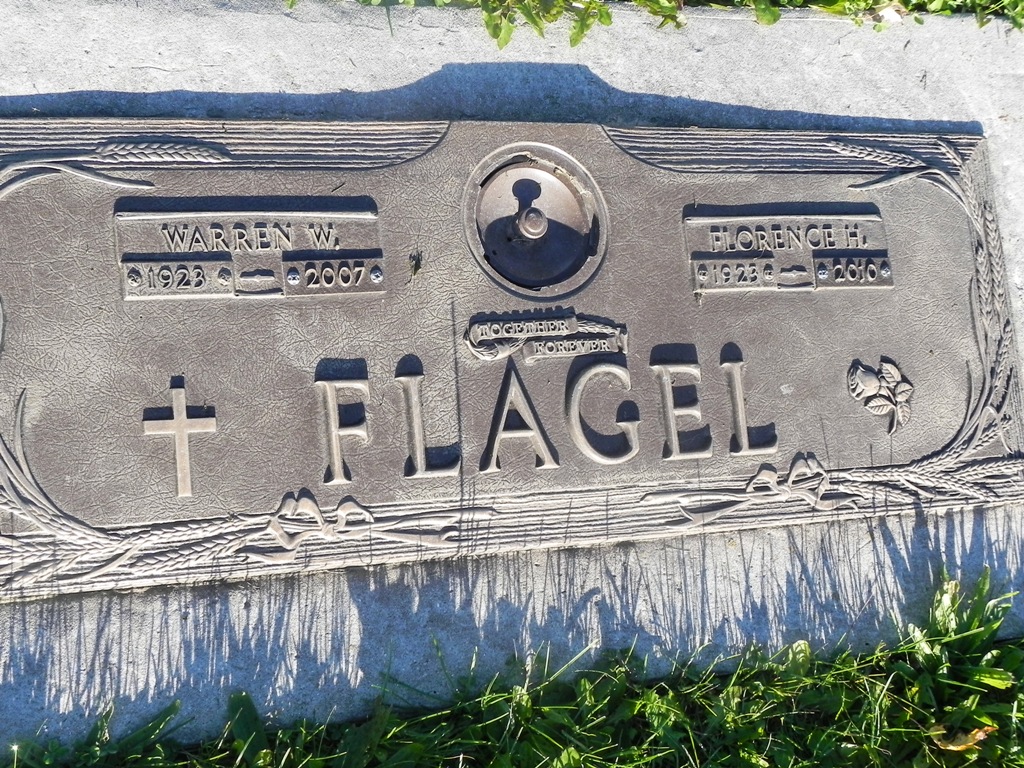 WARREN W.
1923 2007
FLORENCE H.
1923 2010
TOGETHER
FOREVER
FLAGEL